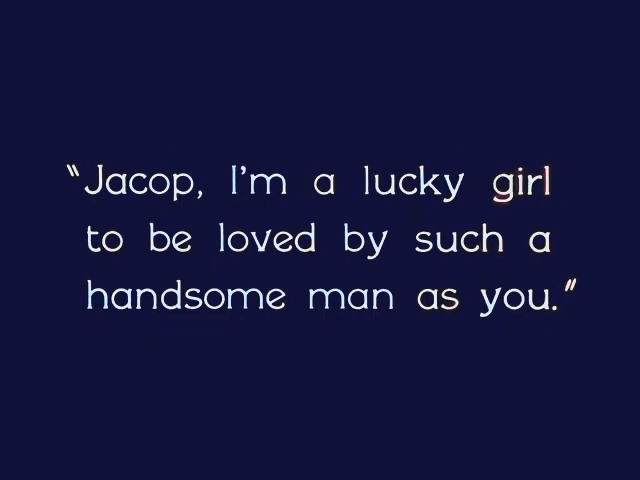 "Jacop, I'm a lucky girl
to be loved by such a
handsome man as you."